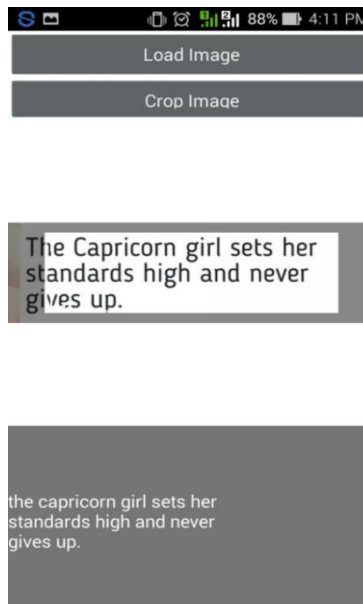 88% 4:11 PM
Load Image
Crop Image
The Capricorn girl sets her
standards high and never
gives up.
the capricorn girl sets her
standards high and never
gives up.